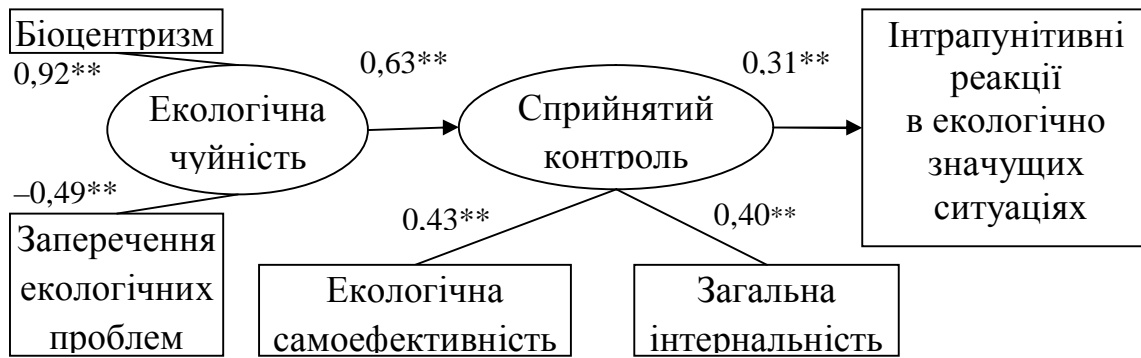 Біоцентризм
0,92**
Екологічна
чуйність
–0,49**
Заперечення
екологічних
проблем
0,63**
Сприйнятий
контроль
0,43**
0,40**
Екологічна
самоефективність
Загальна
інтернальність
0,31**
Інтрапунітивні
реакції
в екологічно
значущих
ситуаціях